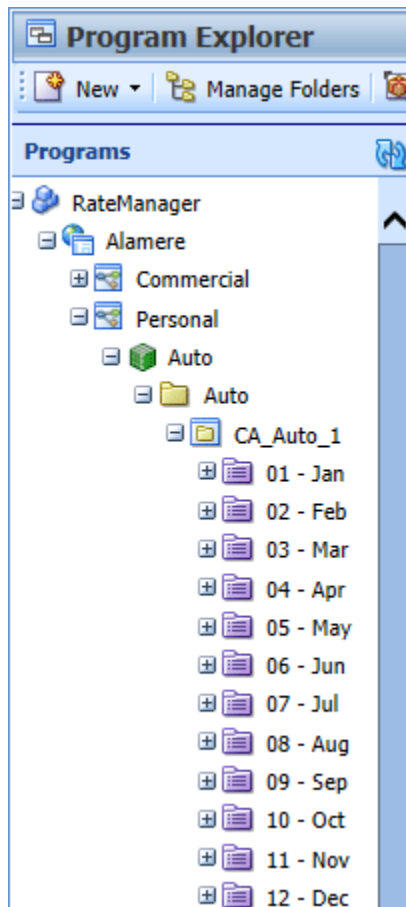 Program Explorer
New Manage Folders
Programs
RateManager
Alamere
Commercial
Personal
Auto
Auto
CA_Auto_1
01 - Jan
02 - Feb
03 - Mar
04 - Apr
05 - May
06 - Jun
07 - Jul
08 - Aug
09 - Sep
10 - Oct
11 - Nov
12 - Dec